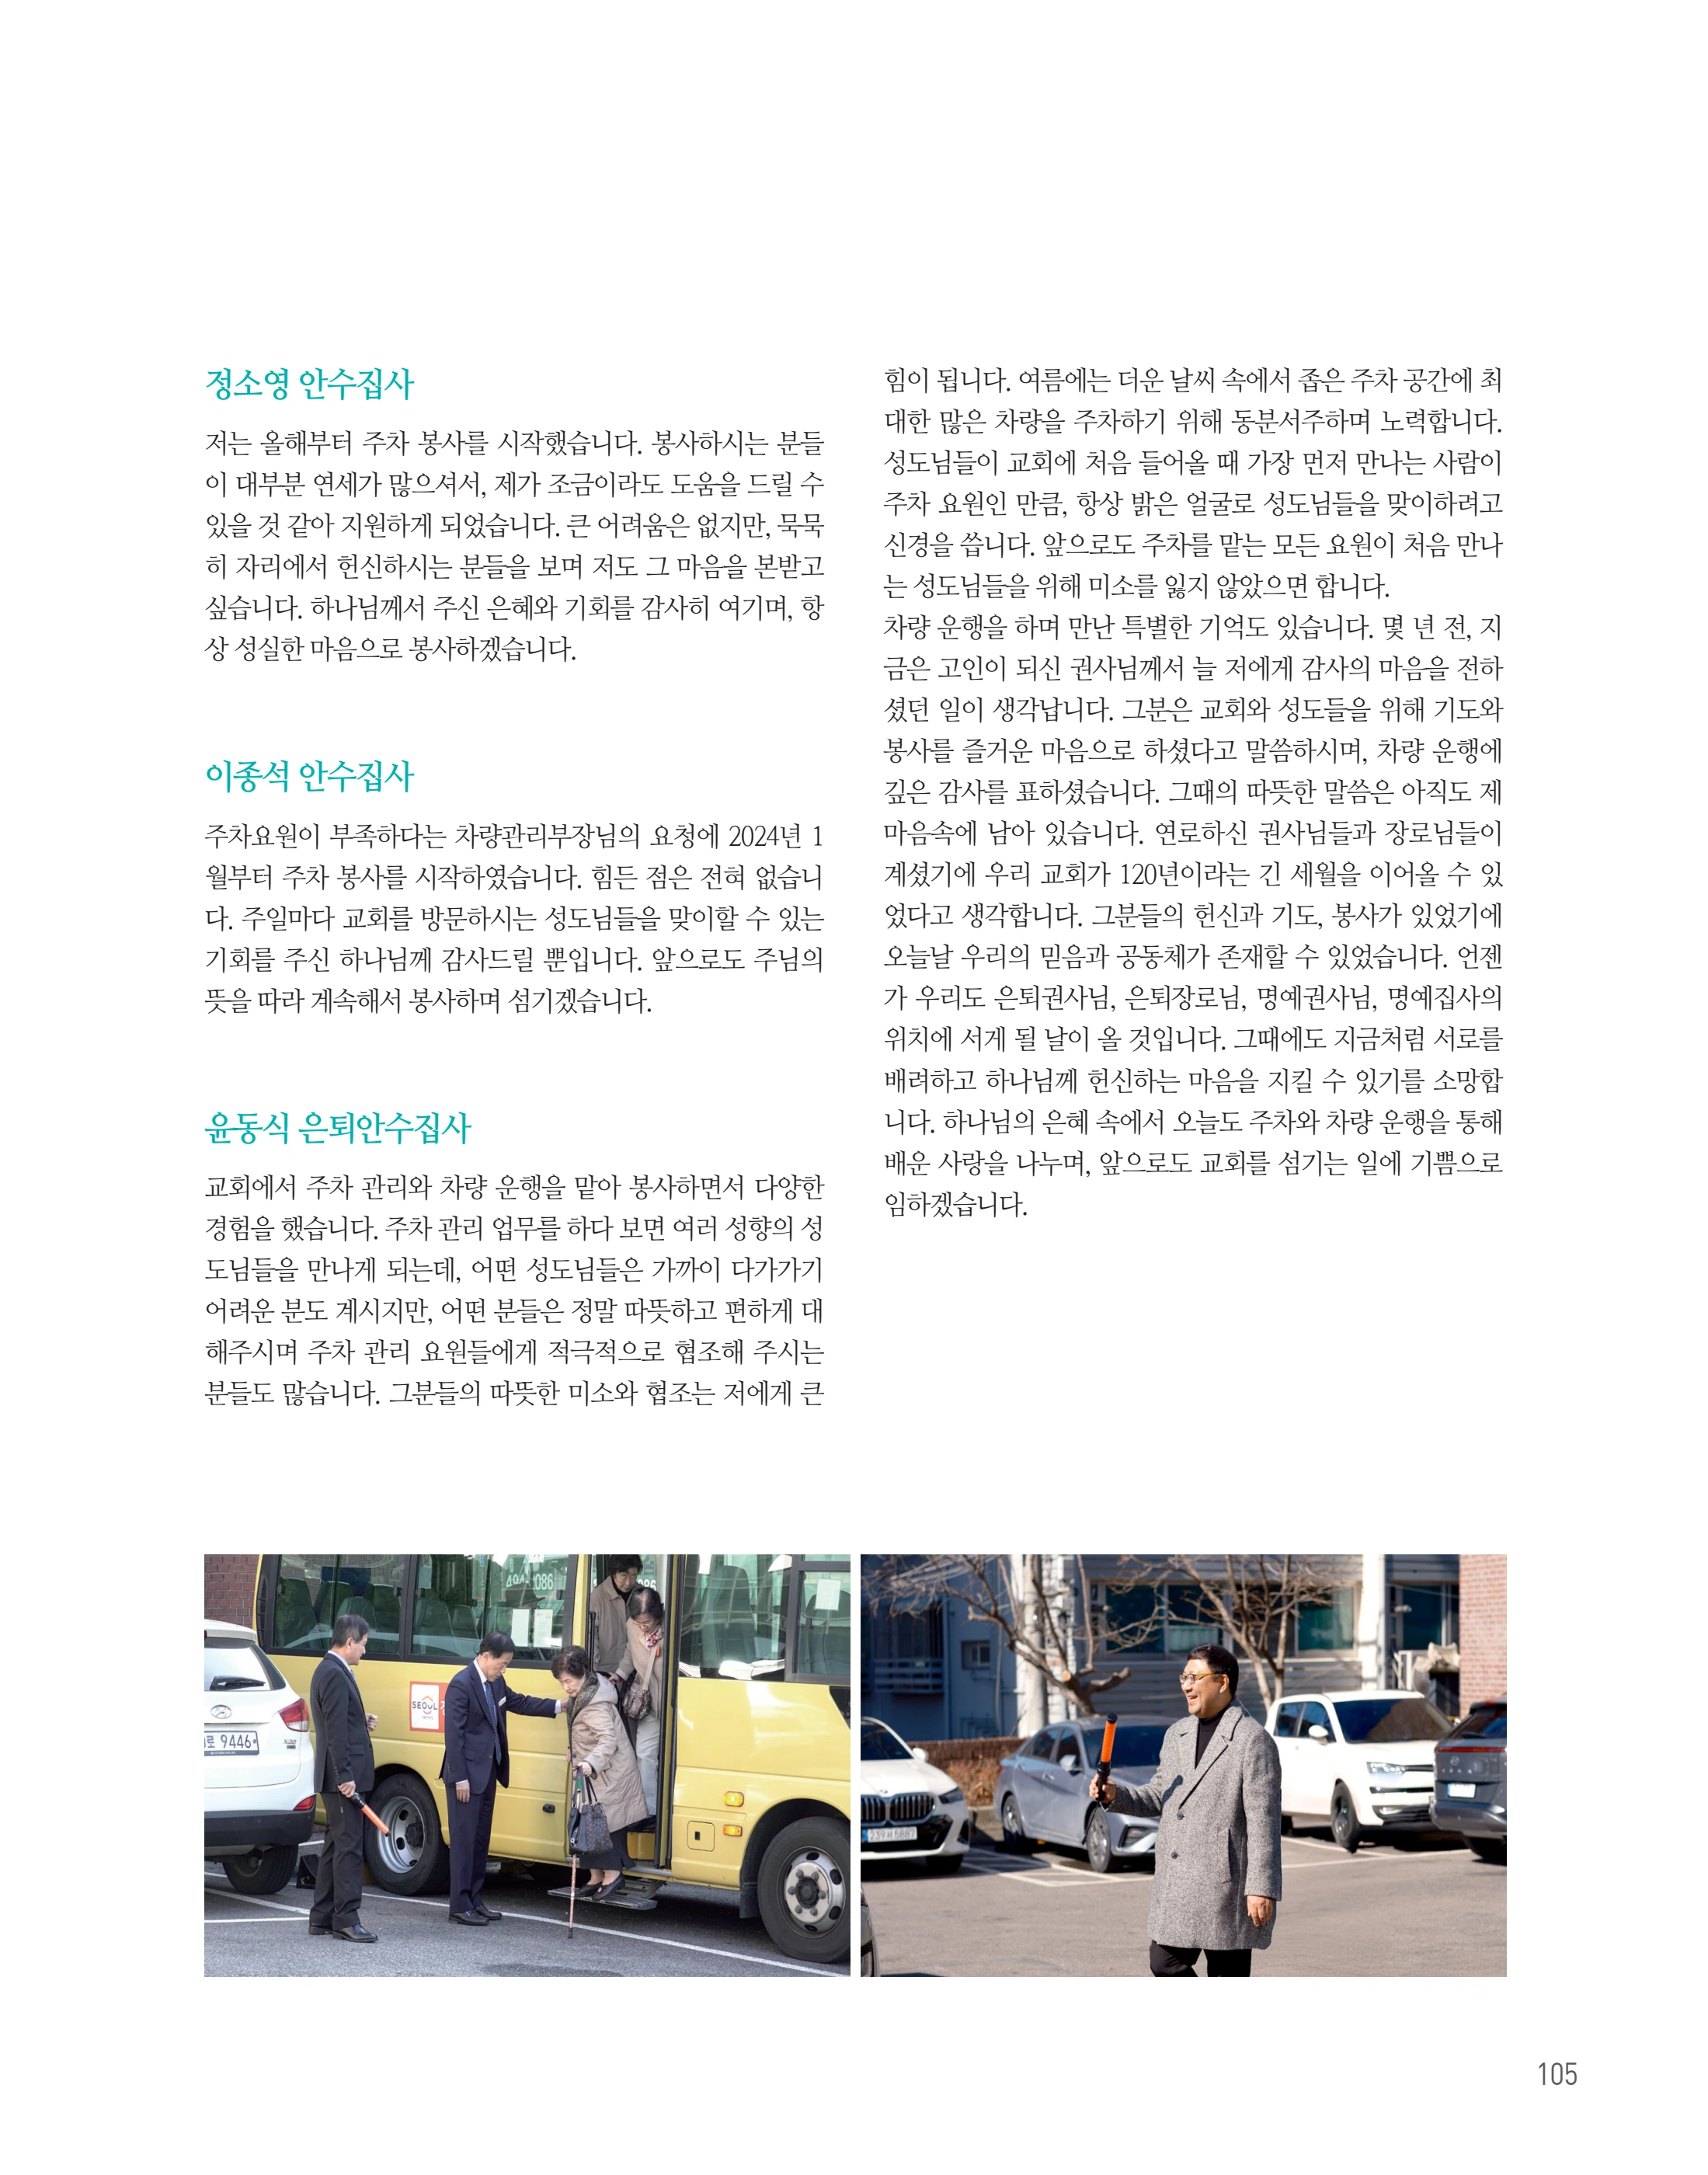 정소영 안수집사
저는 올해부터 주차 봉사를 시작했습니다. 봉사하시는 분들
이 대부분 연세가 많으셔서, 제가 조금이라도 도움을 드릴 수
있을 것 같아 지원하게 되었습니다. 큰 어려움은 없지만, 묵묵
히 자리에서 헌신하시는 분들을 보며 저도 그 마음을 본받고
싶습니다. 하나님께서 주신 은혜와 기회를 감사히 여기며, 항
상 성실한 마음으로 봉사하겠습니다.
이종석 안수집사
주차요원이 부족하다는 차량관리부장님의 요청에 2024년 1
월부터 주차 봉사를 시작하였습니다. 힘든 점은 전혀 없습니
다. 주일마다 교회를 방문하시는 성도님들을 맞이할 수 있는
기회를 주신 하나님께 감사드릴 뿐입니다. 앞으로도 주님의
뜻을 따라 계속해서 봉사하며 섬기겠습니다.
윤동식 은퇴안수집사
교회에서 주차 관리와 차량 운행을 맡아 봉사하면서 다양한
경험을 했습니다. 주차 관리 업무를 하다 보면 여러 성향의 성
도님들을 만나게 되는데, 어떤 성도님들은 가까이 다가가기
어려운 분도 계시지만, 어떤 분들은 정말 따뜻하고 편하게 대
해주시며 주차 관리 요원들에게 적극적으로 협조해 주시는
분들도 많습니다. 그분들의 따뜻한 미소와 협조는 저에게 큰
힘이 됩니다. 여름에는 더운 날씨 속에서 좁은 주차 공간에 최
대한 많은 차량을 주차하기 위해 동분서주하며 노력합니다.
성도님들이 교회에 처음 들어올 때 가장 먼저 만나는 사람이
주차 요원인 만큼, 항상 밝은 얼굴로 성도님들을 맞이하려고
신경을 씁니다. 앞으로도 주차를 맡는 모든 요원이 처음 만나
는 성도님들을 위해 미소를 잃지 않았으면 합니다.
차량 운행을 하며 만난 특별한 기억도 있습니다. 몇 년 전, 지
금은 고인이 되신 권사님께서 늘 저에게 감사의 마음을 전하
셨던 일이 생각납니다. 그분은 교회와 성도들을 위해 기도와
봉사를 즐거운 마음으로 하셨다고 말씀하시며, 차량 운행에
깊은 감사를 표하셨습니다. 그때의 따뜻한 말씀은 아직도 제
마음속에 남아 있습니다. 연로하신 권사님들과 장로님들이
계셨기에 우리 교회가 120년이라는 긴 세월을 이어올 수 있
었다고 생각합니다. 그분들의 헌신과 기도, 봉사가 있었기에
오늘날 우리의 믿음과 공동체가 존재할 수 있었습니다. 언젠
가 우리도 은퇴권사님, 은퇴장로님, 명예권사님, 명예집사의
위치에 서게 될 날이 올 것입니다. 그때에도 지금처럼 서로를
배려하고 하나님께 헌신하는 마음을 지킬 수 있기를 소망합
니다. 하나님의 은혜 속에서 오늘도 주차와 차량 운행을 통해
배운 사랑을 나누며, 앞으로도 교회를 섬기는 일에 기쁨으로
임하겠습니다.
SEOUL
9446
105